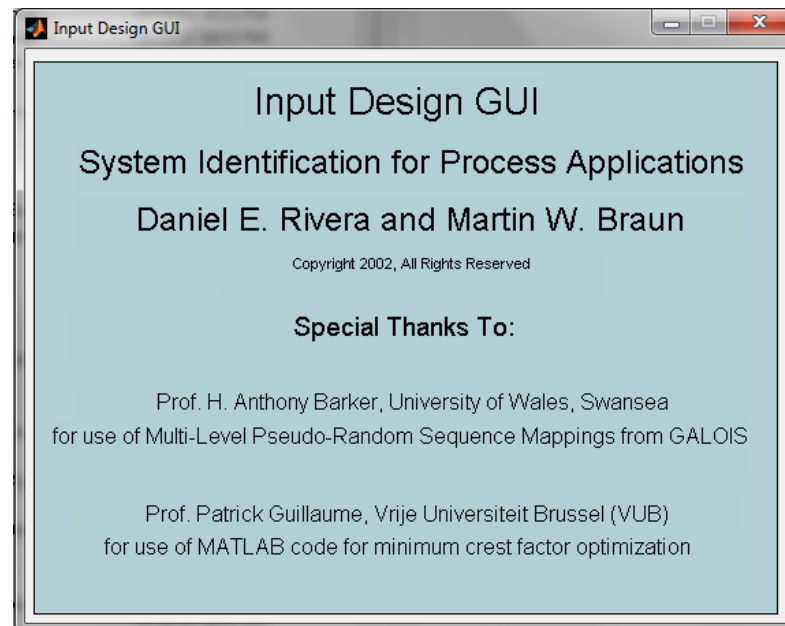 Input Design GUI
Input Design GUI
System Identification for Process Applications
Daniel E. Rivera and Martin W. Braun
Copyright 2002, All Rights Reserved
Special Thanks To:
Prof. H. Anthony Barker, University of Wales, Swansea
for use of Multi-Level Pseudo-Random Sequence Mappings from GALOIS
Prof. Patrick Guillaume, Vrije Universiteit Brussel (VUB)
for use of MATLAB code for minimum crest factor optimization